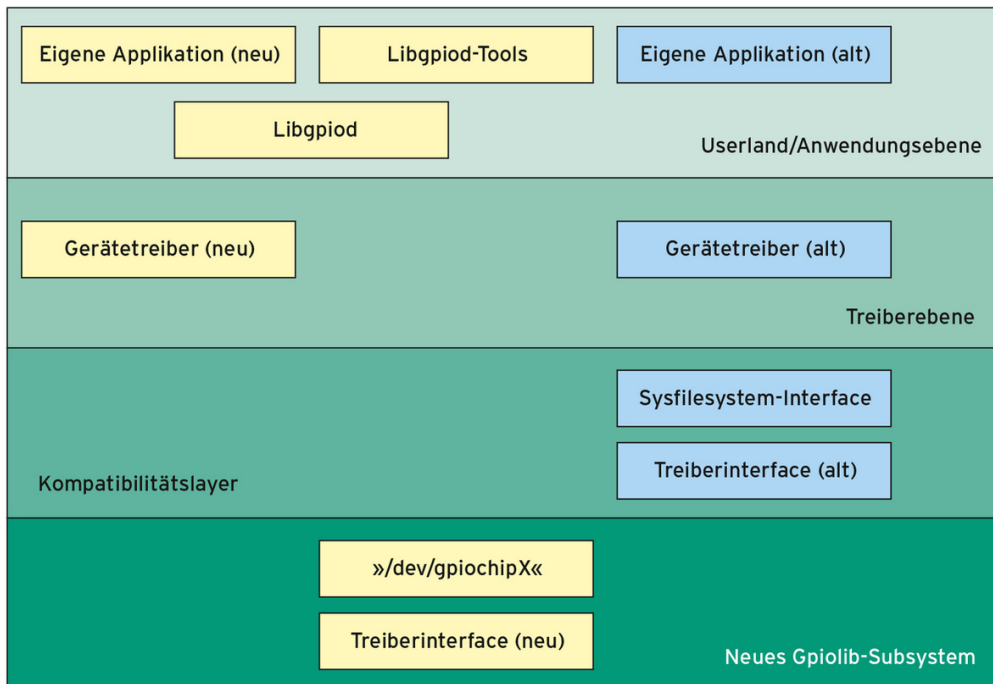 Eigene Applikation (neu)
Libgpiod-Tools
Eigene Applikation (alt)
Libgpiod
Userland/Anwendungsebene
Gerätetreiber (neu)
Gerätetreiber (alt)
Treiberebene
Sysfilesystem-Interface
Treiberinterface (alt)
Kompatibilitätslayer
»/dev/gpiochipX«
Treiberinterface (neu)
Neues Gpiolib-Subsystem